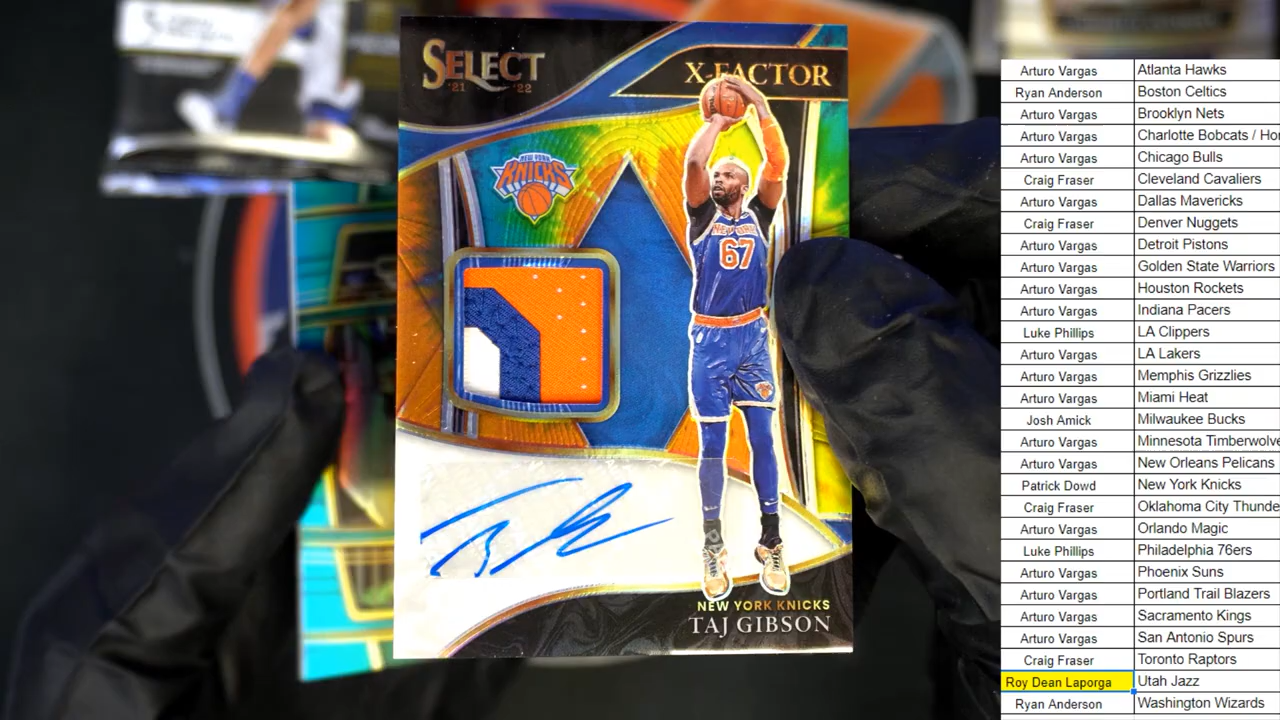 SELECT
'21 '22
X-FACTOR
NEW YORK
KNICKS
NEW YORK
67
NEW YORK KNICKS
TAJ GIBSON
Arturo Vargas Atlanta Hawks
Ryan Anderson Boston Celtics
Arturo Vargas Brooklyn Nets
Arturo Vargas Charlotte Bobcats / Ho
Arturo Vargas Chicago Bulls
Craig Fraser Cleveland Cavaliers
Arturo Vargas Dallas Mavericks
Craig Fraser Denver Nuggets
Arturo Vargas Detroit Pistons
Arturo Vargas Golden State Warriors
Arturo Vargas Houston Rockets
Arturo Vargas Indiana Pacers
Luke Phillips LA Clippers
Arturo Vargas LA Lakers
Arturo Vargas Memphis Grizzlies
Arturo Vargas Miami Heat
Josh Amick Milwaukee Bucks
Arturo Vargas Minnesota Timberwolve
Arturo Vargas New Orleans Pelicans
Patrick Dowd New York Knicks
Craig Fraser Oklahoma City Thunde
Arturo Vargas Orlando Magic
Luke Phillips Philadelphia 76ers
Arturo Vargas Phoenix Suns
Arturo Vargas Portland Trail Blazers
Arturo Vargas Sacramento Kings
Arturo Vargas San Antonio Spurs
Craig Fraser Toronto Raptors
Roy Dean Laporga Utah Jazz
Ryan Anderson Washington Wizards